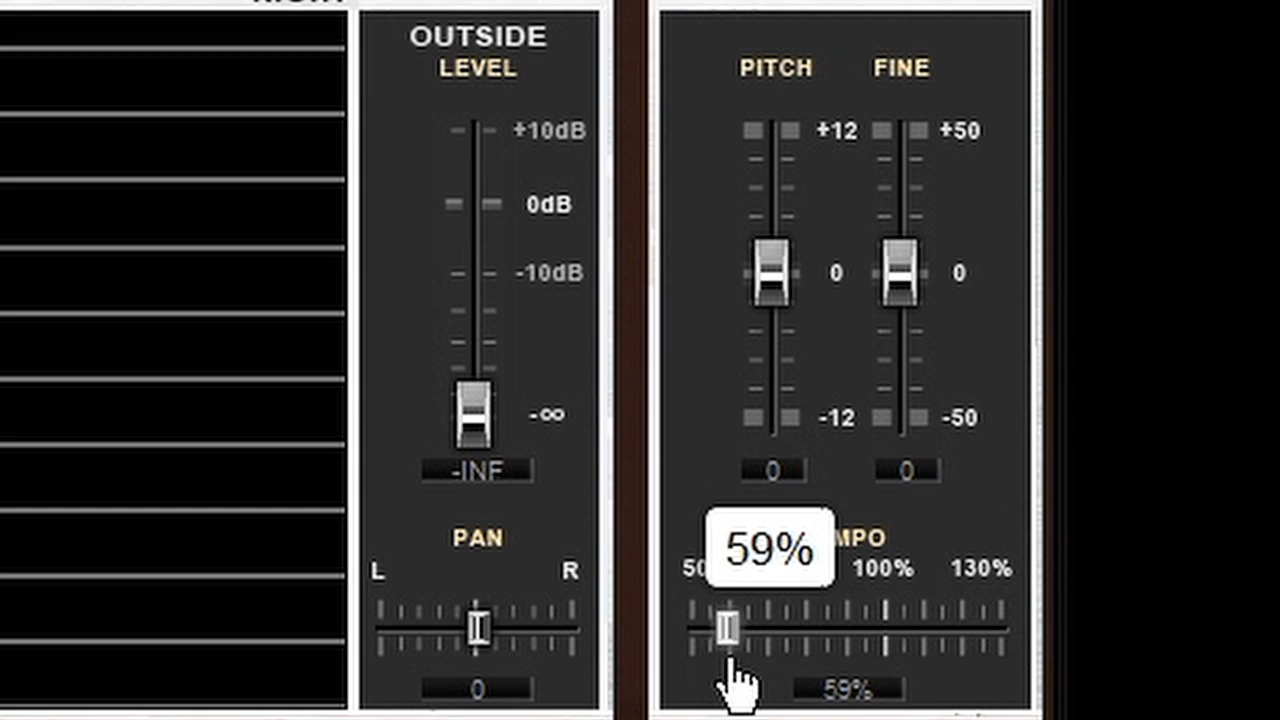 OUTSIDE
LEVEL
+10dB
0dB
-10dB
-∞
-INF
PAN
L R
0
PITCH FINE
+12 +50
0 0
-12 -50
0 0
59%
MPO
50 100% 130%
59%